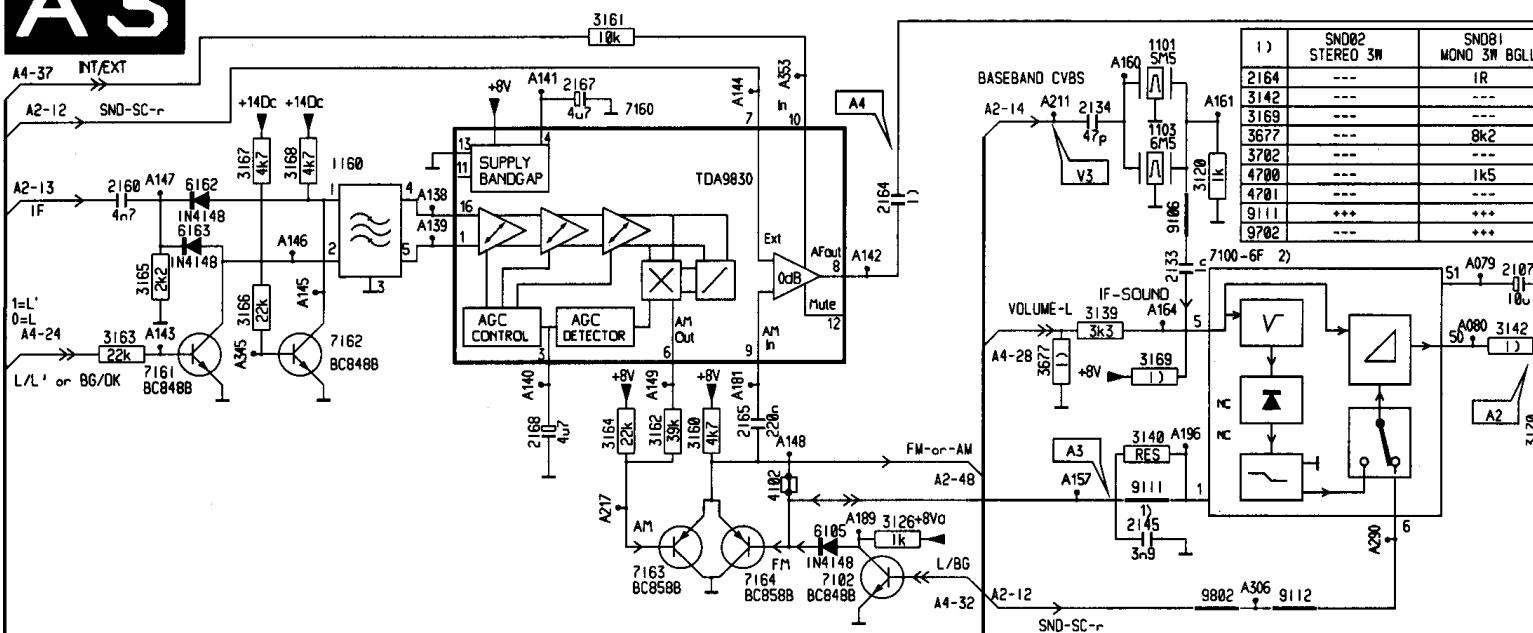 A3
3161
10k
A4-37
INT/EXT
A2-12
SND-SC-r
+14Dc
+14Dc
+8V
A141
2167
4u7
7160
A144
A353
In
7
10
A4
3167
4k7
3168
4k7
1160
13
11
4
SUPPLY
BANDGAP
TDA9830
A2-13
IF
2160
4n7
A147
6162
1N4148
6163
1N4148
1
4
A138
16
A139
1
2
5
3
A146
Ext
0dB
AFout
8
A142
Mute
12
2164
1)
3165
2k2
3166
22k
A145
AGC
CONTROL
AGC
DETECTOR
AM
Out
AM
In
3
6
9
1=L'
0=L
A4-24
3163
22k
A143
A345
7162
BC848B
7161
BC848B
L/L' or BG/DK
A140
+8V
A149
+8V
A181
2168
4u7
3164
22k
3162
39k
3160
4k7
2165
220n
A148
4102
FM-or-AM
A2-48
A217
AM
7163
BC858B
FM
7164
BC858B
6105
1N4148
A189
3126
1k
+8Va
7102
BC848B
L/BG
A4-32
BASEBAND CVBS
A2-14
A211
2134
47p
V3
A160
1101
5M5
1103
6M5
A161
3120
1k
9106
2133
1)
SND02
STEREO 3W
SND81
MONO 3W BGLL
2164
---
1R
3142
---
---
3169
---
---
3677
---
8k2
3702
---
---
4700
---
1k5
4701
---
---
9111
+++
+++
9702
---
+++
7100-6F 2)
51
A079
2107
10u
VOLUME-L
A4-28
IF-SOUND
3139
3k3
A164
5
3677
1)
+8V
3169
1)
NC
NC
50
A080
3142
1)
A2
3170
A3
3140
RES
A196
A157
9111
1)
1
2145
3n9
6
A290
A2-12
SND-SC-r
9802
A306
9112